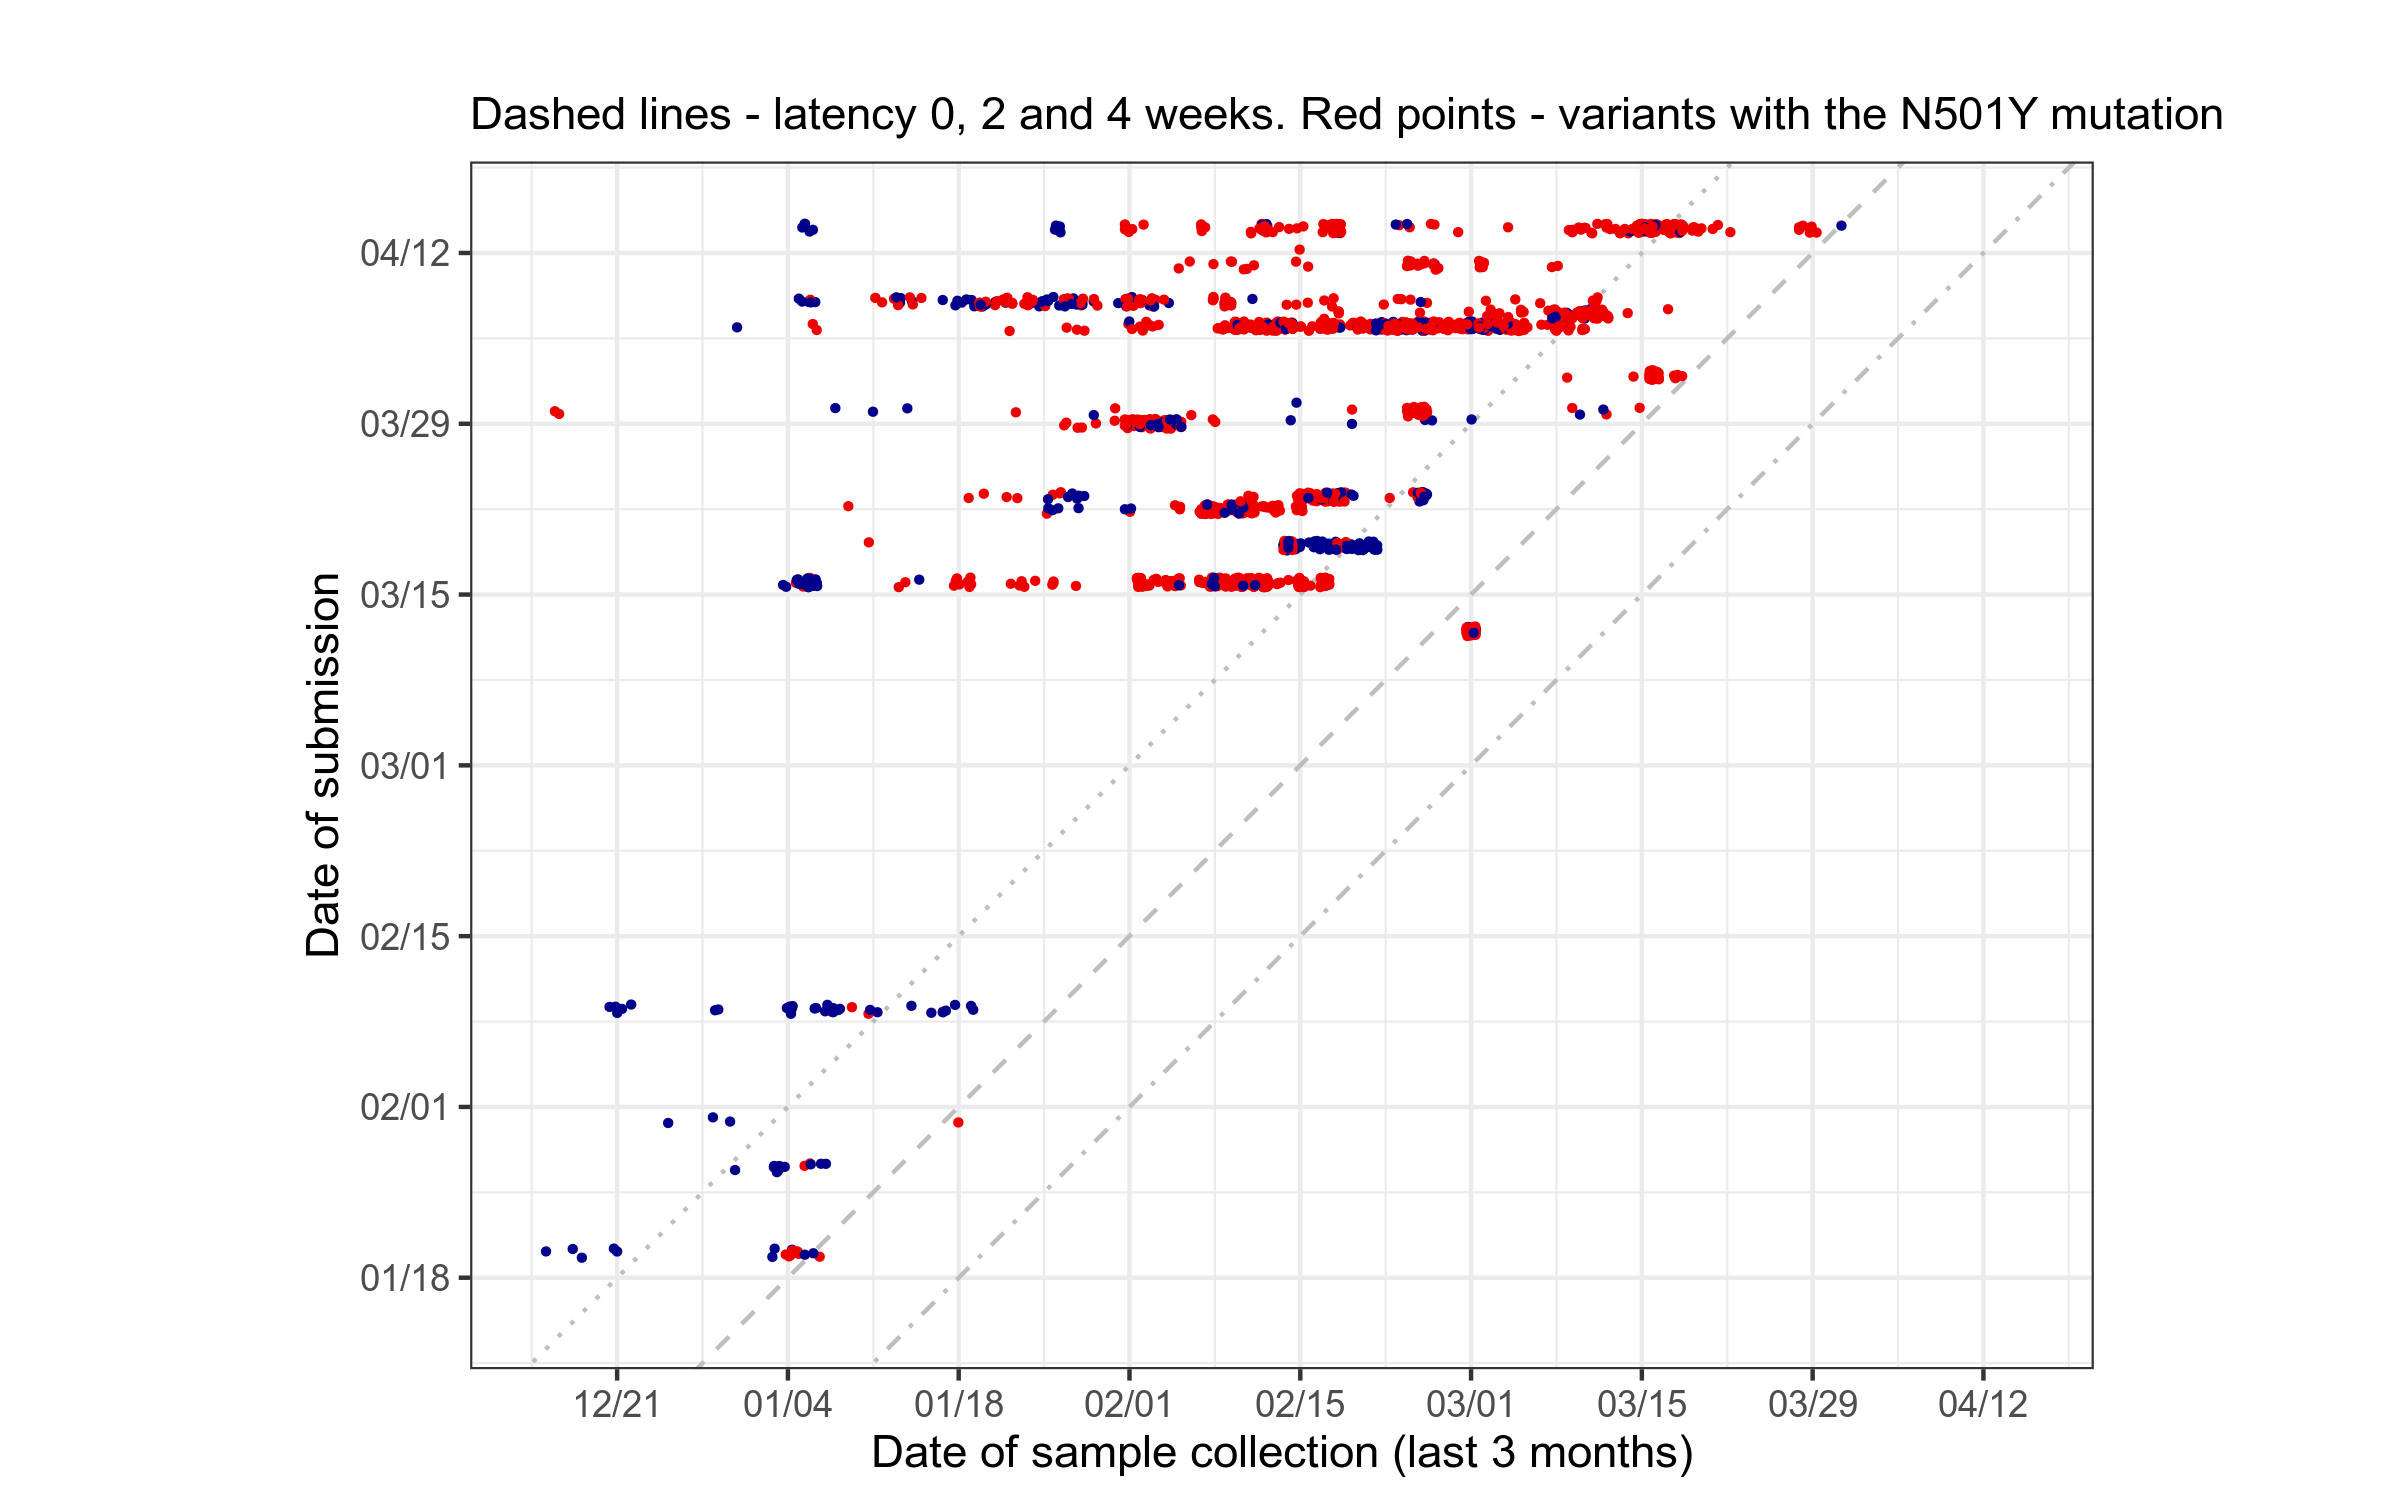 Dashed lines - latency 0, 2 and 4 weeks. Red points - variants with the N501Y mutation
Date of submission
04/12
03/29
03/15
03/01
02/15
02/01
01/18
12/21 01/04 01/18 02/01 02/15 03/01 03/15 03/29 04/12
Date of sample collection (last 3 months)